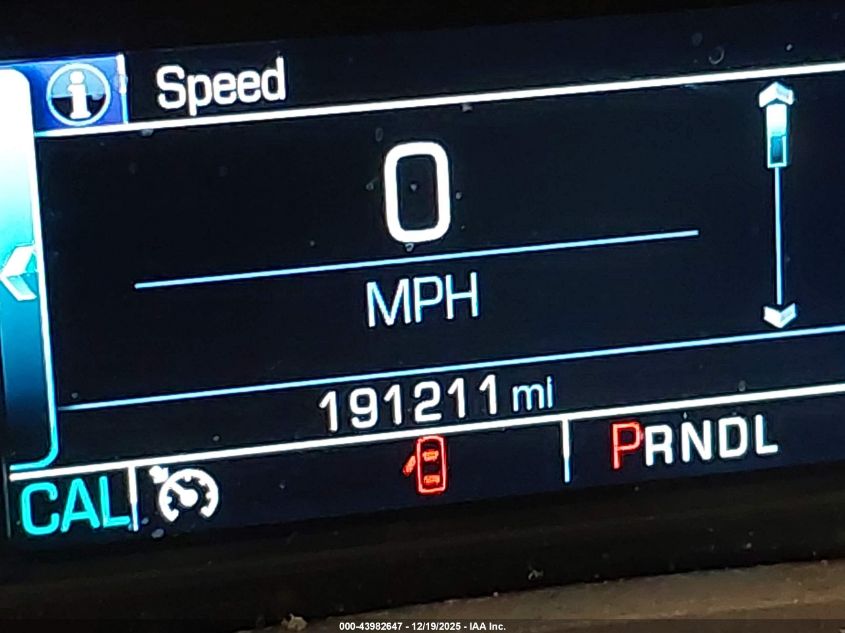 Speed
0
MPH
191211 mi
CAL PRNDL
000-43982647 - 12/19/2025 - IAA Inc.